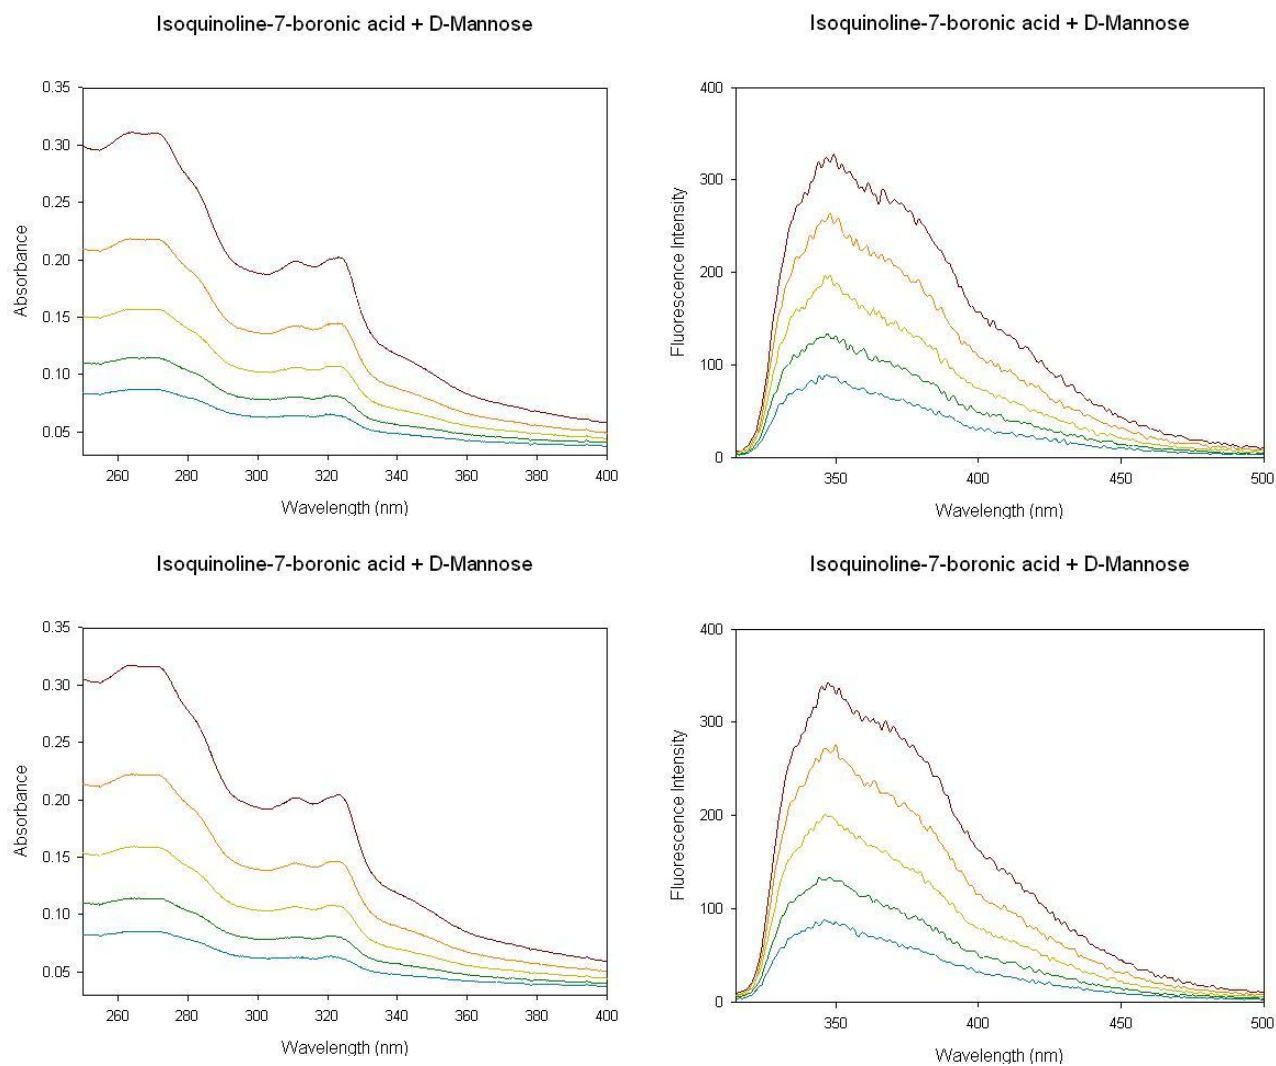 Isoquinoline-7-boronic acid + D-Mannose
Absorbance
0.35
0.30
0.25
0.20
0.15
0.10
0.05
260 280 300 320 340 360 380 400
Wavelength (nm)
Isoquinoline-7-boronic acid + D-Mannose
Fluorescence Intensity
400
300
200
100
0
350 400 450 500
Wavelength (nm)
Isoquinoline-7-boronic acid + D-Mannose
Absorbance
0.35
0.30
0.25
0.20
0.15
0.10
0.05
260 280 300 320 340 360 380 400
Wavelength (nm)
Isoquinoline-7-boronic acid + D-Mannose
Fluorescence Intensity
400
300
200
100
0
350 400 450 500
Wavelength (nm)